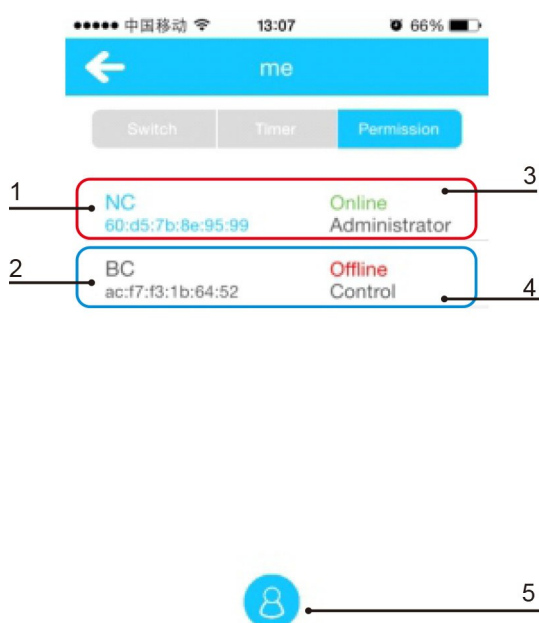 中国移动 13:07 66%
me
Switch Timer Permission
1
3
NC Online
60:d5:7b:8e:95:99 Administrator
2
BC Offline
ac:f7:f3:1b:64:52 Control
4
5